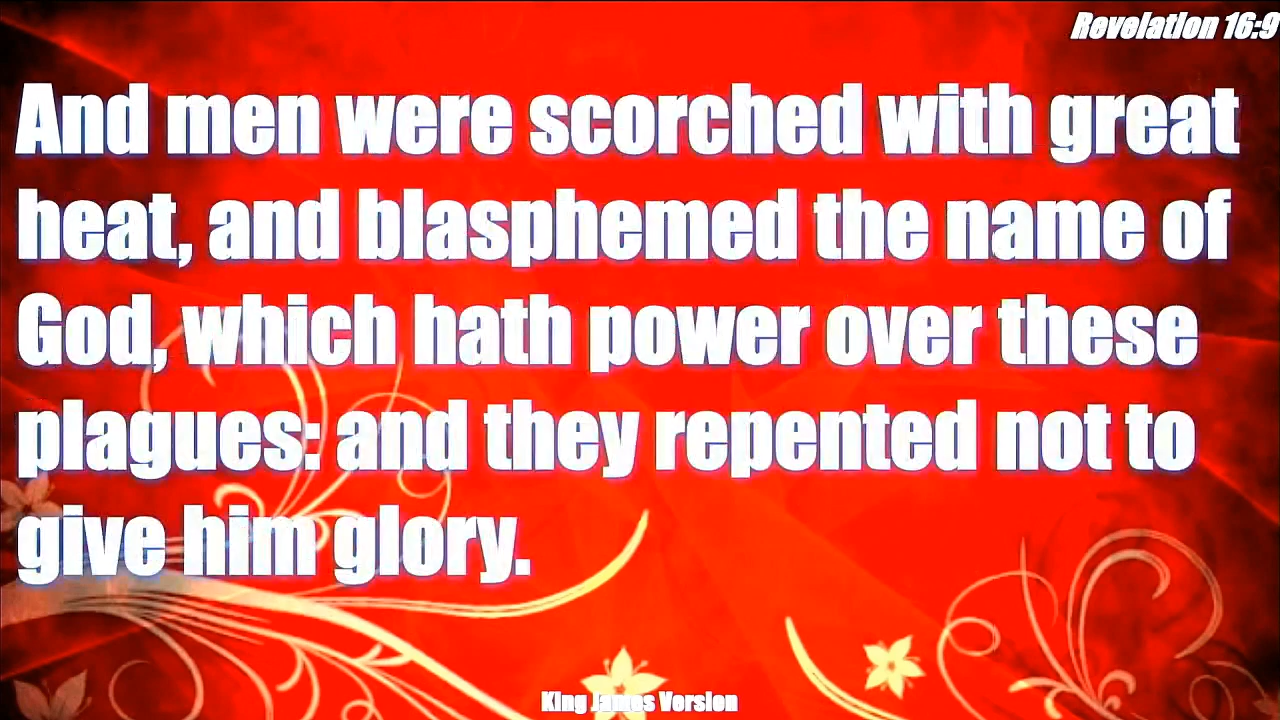 Revelation 16:9
And men were scorched with great
heat, and blasphemed the name of
God, which hath power over these
plagues: and they repented not to
give him glory.
King James Version